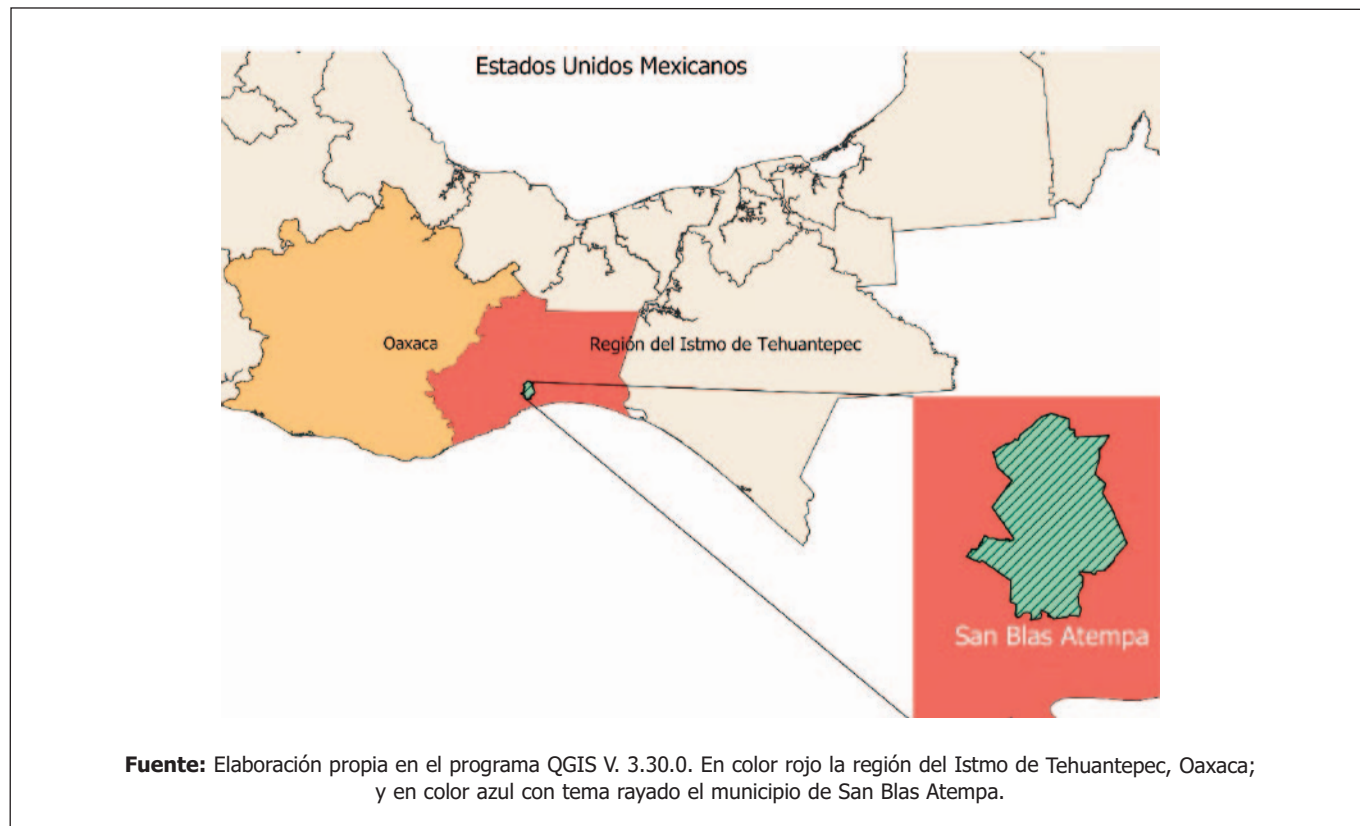 Estados Unidos Mexicanos
Oaxaca
Región del Istmo de Tehuantepec
San Blas Atempa
Fuente: Elaboración propia en el programa QGIS V. 3.30.0. En color rojo la región del Istmo de Tehuantepec, Oaxaca;
y en color azul con tema rayado el municipio de San Blas Atempa.